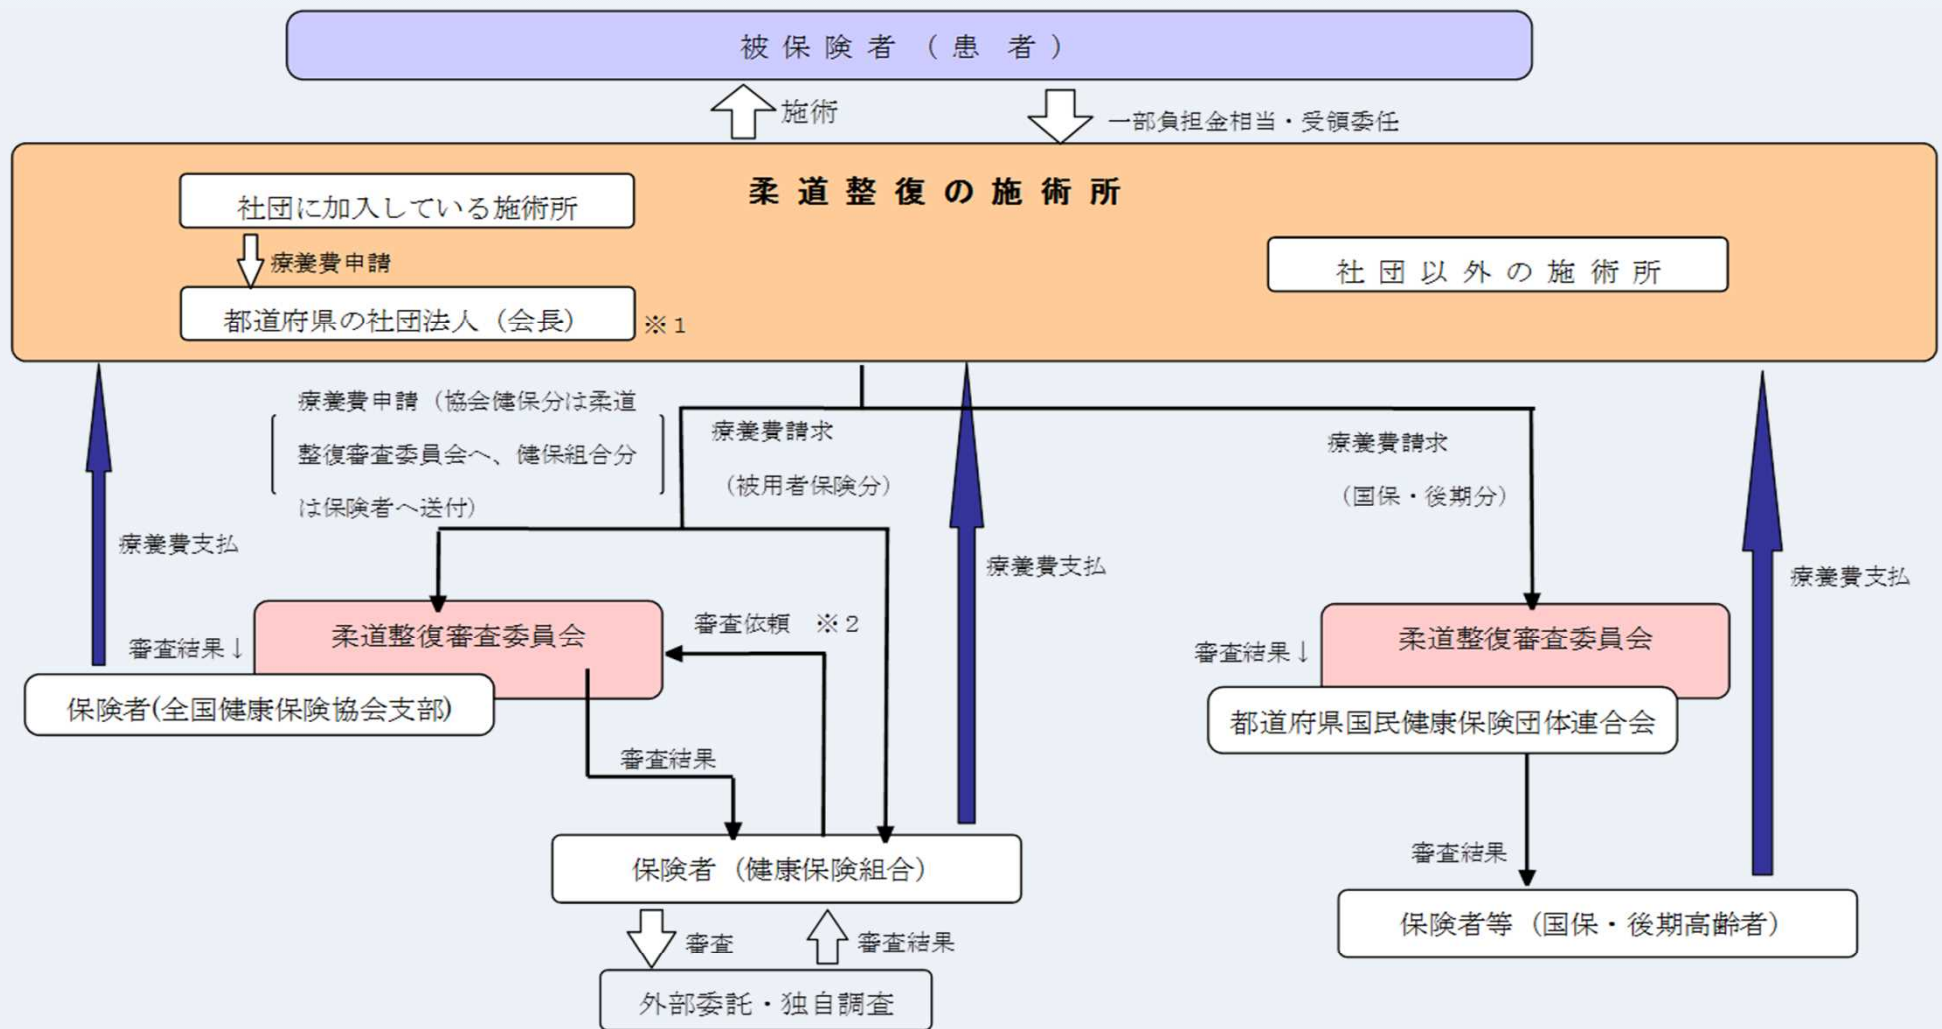 被保険者（患 者）
施術
一部負担金相当・受領委任
柔道整復の施術所
社団に加入している施術所
療養費申請
都道府県の社団法人（会長）
※１
社団以外の施術所
療養費申請（協会健保分は柔道
整復審査委員会へ、健保組合分
は保険者へ送付）
療養費請求
（被用者保険分）
療養費請求
（国保・後期分）
療養費支払
療養費支払
療養費支払
柔道整復審査委員会
審査結果↓
保険者(全国健康保険協会支部)
審査依頼　※２
柔道整復審査委員会
審査結果↓
都道府県国民健康保険団体連合会
審査結果
保険者（健康保険組合）
審査
審査結果
外部委託・独自調査
審査結果
保険者等（国保・後期高齢者）